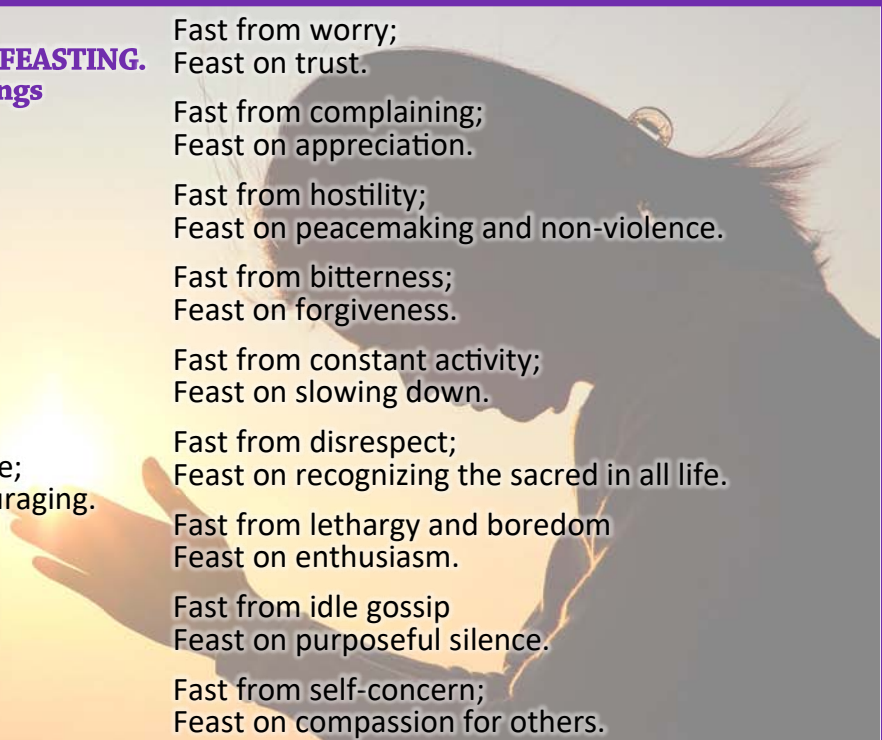 FEASTING.
ngs
e;
uraging.
Fast from worry;
Feast on trust.
Fast from complaining;
Feast on appreciation.
Fast from hostility;
Feast on peacemaking and non-violence.
Fast from bitterness;
Feast on forgiveness.
Fast from constant activity;
Feast on slowing down.
Fast from disrespect;
Feast on recognizing the sacred in all life.
Fast from lethargy and boredom
Feast on enthusiasm.
Fast from idle gossip
Feast on purposeful silence.
Fast from self-concern;
Feast on compassion for others.